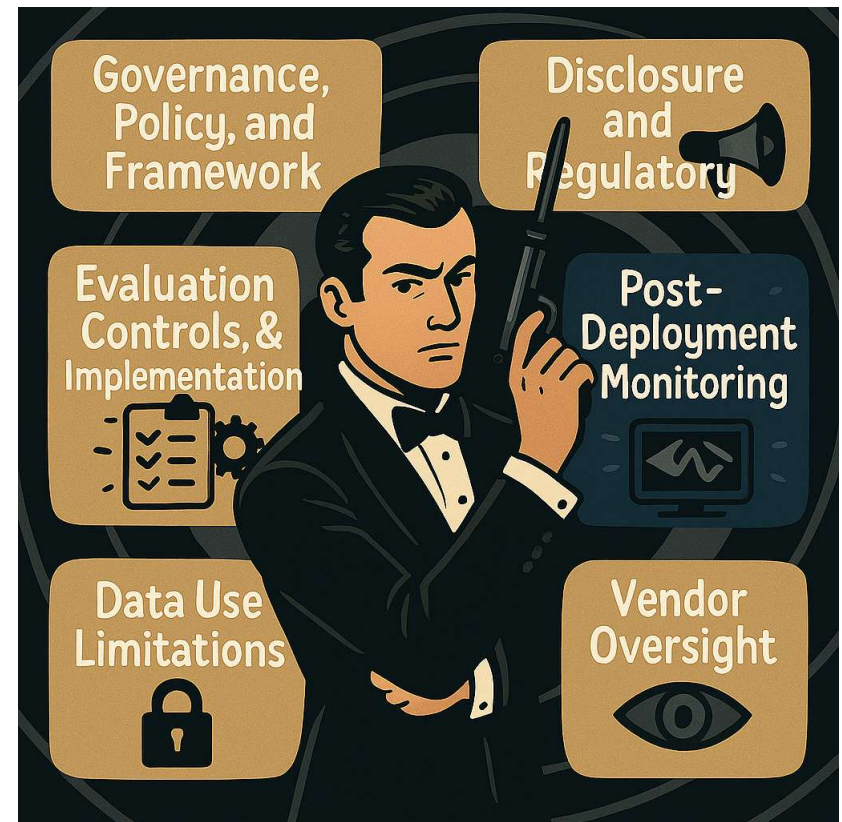 Governance,
Policy, and
Framework
Disclosure
and
Regulatory
Evaluation
Controls, &
Implementation
Post-
Deployment
Monitoring
Data Use
Limitations
Vendor
Oversight